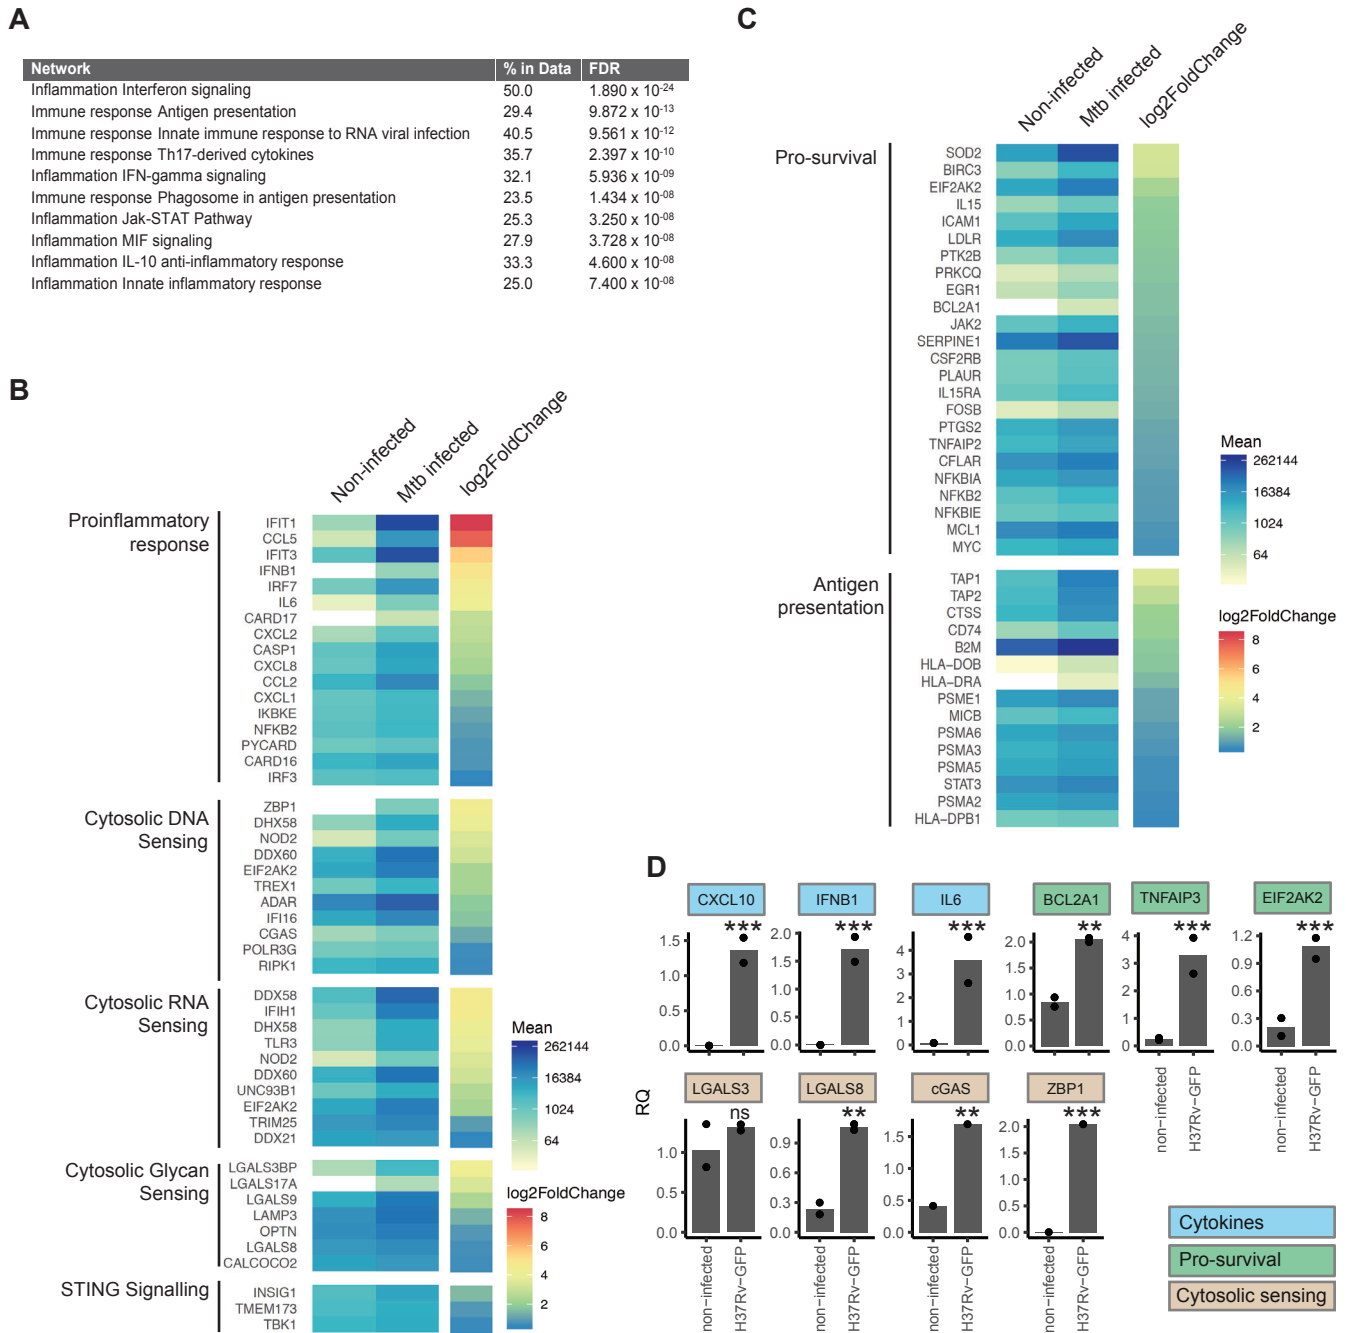 A
Network % in Data FDR
Inflammation Interferon signaling 50.0 1.890 x 10-24
Immune response Antigen presentation 29.4 9.872 x 10-13
Immune response Innate immune response to RNA viral infection 40.5 9.561 x 10-12
Immune response Th17-derived cytokines 35.7 2.397 x 10-10
Inflammation IFN-gamma signaling 32.1 5.936 x 10-09
Immune response Phagosome in antigen presentation 23.5 1.434 x 10-08
Inflammation Jak-STAT Pathway 25.3 3.250 x 10-08
Inflammation MIF signaling 27.9 3.728 x 10-08
Inflammation IL-10 anti-inflammatory response 33.3 4.600 x 10-08
Inflammation Innate inflammatory response 25.0 7.400 x 10-08
B
Non-infected
Mtb infected
log2FoldChange
Proinflammatory
response
IFIT1
CCL5
IFIT3
IFNB1
IRF7
IL6
CARD17
CXCL2
CASP1
CXCL8
CCL2
CXCL1
IKBKE
NFKB2
PYCARD
CARD16
IRF3
Cytosolic DNA
Sensing
ZBP1
DHX58
NOD2
DDX60
EIF2AK2
TREX1
ADAR
IFI16
CGAS
POLR3G
RIPK1
Cytosolic RNA
Sensing
DDX58
IFIH1
DHX58
TLR3
NOD2
DDX60
UNC93B1
EIF2AK2
TRIM25
DDX21
Cytosolic Glycan
Sensing
LGALS3BP
LGALS17A
LGALS9
LAMP3
OPTN
LGALS8
CALCOCO2
STING Signalling
INSIG1
TMEM173
TBK1
Mean
262144
16384
1024
64
log2FoldChange
8
6
4
2
C
Non-infected
Mtb infected
log2FoldChange
Pro-survival
SOD2
BIRC3
EIF2AK2
IL15
ICAM1
LDLR
PTK2B
PRKCQ
EGR1
BCL2A1
JAK2
SERPINE1
CSF2RB
PLAUR
IL15RA
FOSB
PTGS2
TNFAIP2
CFLAR
NFKBIA
NFKB2
NFKBIE
MCL1
MYC
Antigen
presentation
TAP1
TAP2
CTSS
CD74
B2M
HLA-DOB
HLA-DRA
PSME1
MICB
PSMA6
PSMA3
PSMA5
STAT3
PSMA2
HLA-DPB1
Mean
262144
16384
1024
64
log2FoldChange
8
6
4
2
D
CXCL10
***
1.5
1.0
0.5
0.0
IFNB1
***
2.0
1.5
1.0
0.5
0.0
IL6
***
4
3
2
1
0
BCL2A1
**
2.0
1.5
1.0
0.5
0.0
TNFAIP3
***
4
3
2
1
0
non-infected
H37Rv-GFP
EIF2AK2
***
1.2
0.9
0.6
0.3
0.0
non-infected
H37Rv-GFP
RQ
LGALS3
ns
1.0
0.5
0.0
non-infected
H37Rv-GFP
LGALS8
**
0.9
0.6
0.3
0.0
non-infected
H37Rv-GFP
cGAS
**
1.5
1.0
0.5
0.0
non-infected
H37Rv-GFP
ZBP1
***
2.0
1.5
1.0
0.5
0.0
non-infected
H37Rv-GFP
Cytokines
Pro-survival
Cytosolic sensing